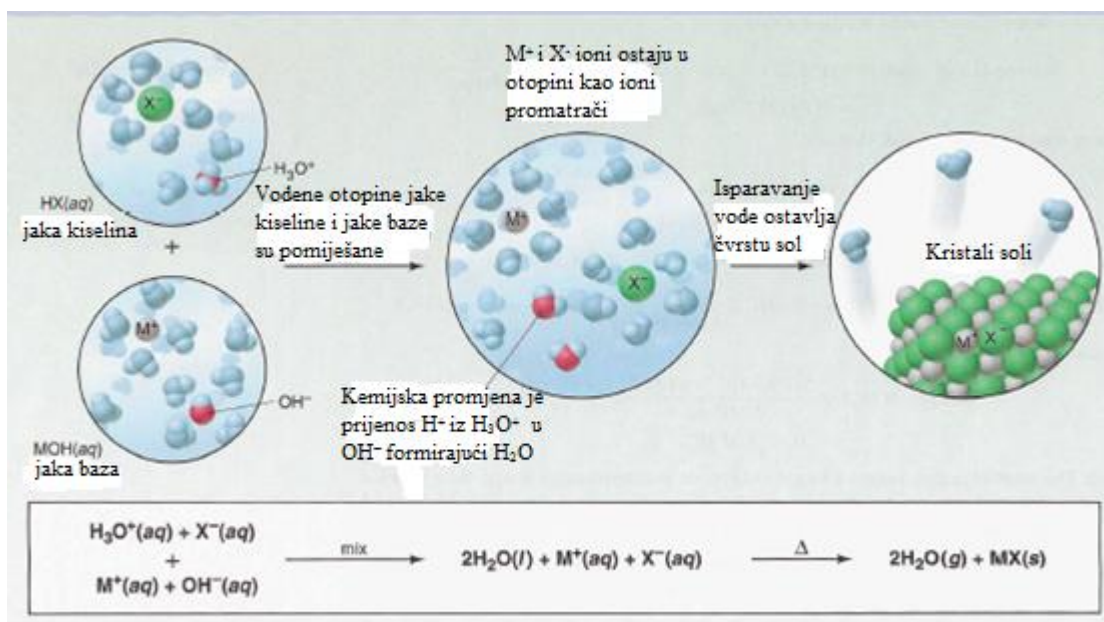 X⁻
H₃O⁺
HX(aq)
jaka kiselina
+
M⁺
OH⁻
MOH(aq)
jaka baza
Vodene otopine jake
kiseline i jake baze
su pomiješane
M⁺ i X⁻ ioni ostaju u
otopini kao ioni
promatrači
M⁺
X⁻
Kemijska promjena je
prijenos H⁺ iz H₃O⁺ u
OH⁻ formirajući H₂O
Isparavanje
vode ostavlja
čvrstu sol
Kristali soli
M⁺ X⁻
H₃O⁺(aq) + X⁻(aq)
+
M⁺(aq) + OH⁻(aq)
mix
2H₂O(l) + M⁺(aq) + X⁻(aq)
Δ
2H₂O(g) + MX(s)